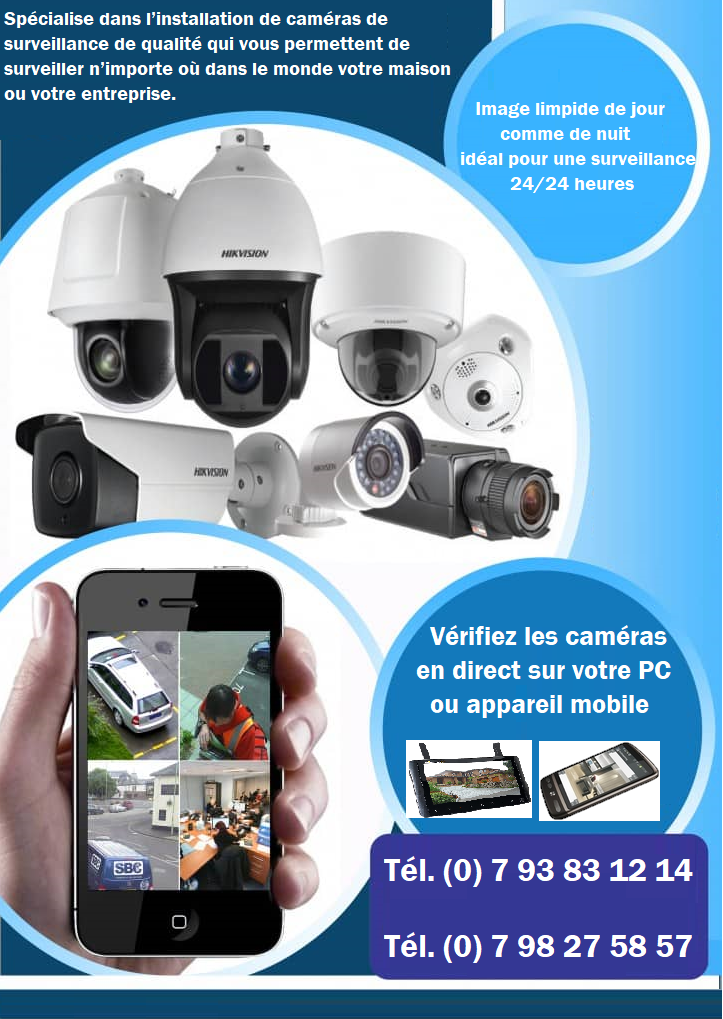 Spécialise dans l’installation de caméras de
surveillance de qualité qui vous permettent de
surveiller n’importe où dans le monde votre maison
ou votre entreprise.
Image limpide de jour
comme de nuit
idéal pour une surveillance
24/24 heures
HIKVISION
HIKVISION
HIKVISION
HIKVISION
HIKVISION
SBC
Vérifiez les caméras
en direct sur votre PC
ou appareil mobile
Tél. (0) 7 93 83 12 14
Tél. (0) 7 98 27 58 57